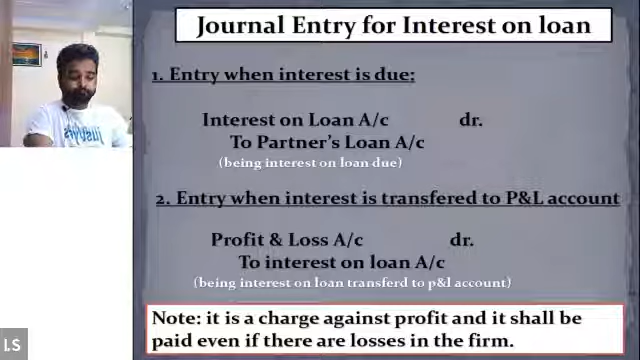 Journal Entry for Interest on loan
1. Entry when interest is due:
Interest on Loan A/c dr.
To Partner's Loan A/c
(being interest on loan due)
2. Entry when interest is transfered to P&L account
Profit & Loss A/c dr.
To interest on loan A/c
(being interest on loan transferd to p&l account)
Note: it is a charge against profit and it shall be
paid even if there are losses in the firm.
I.S